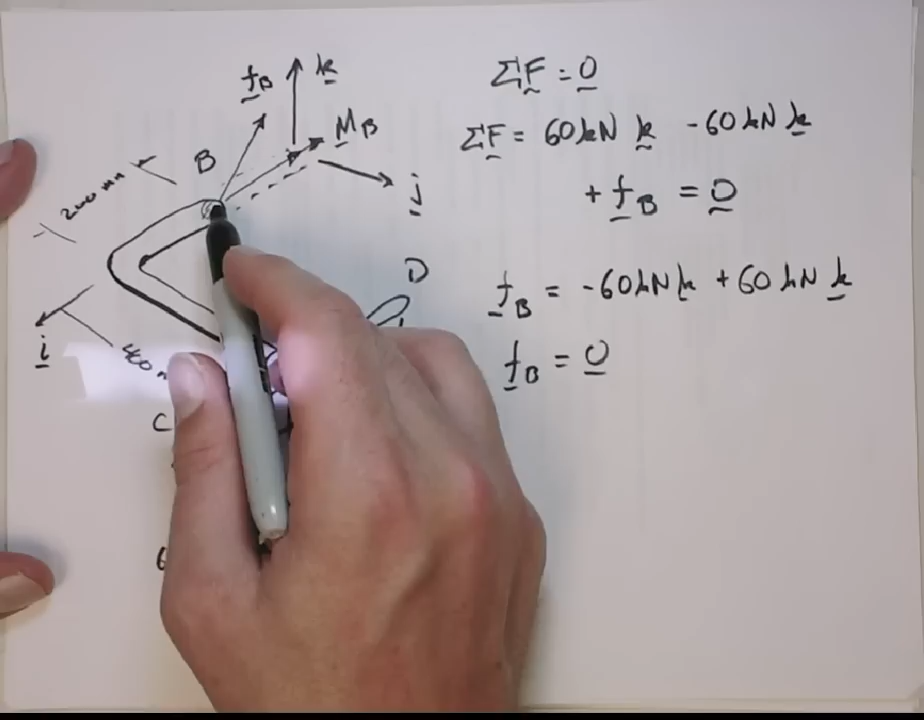 f_B k
M_B
B
200 mm
j
D
i
C
ΣF = 0
ΣF = 60 kN k - 60 kN k
+ f_B = 0
f_B = -60 kN k + 60 kN k
f_B = 0